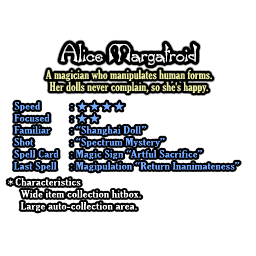 Alice Margatroid
A magician who manipulates human forms.
Her dolls never complain, so she's happy.
Speed : ★★★★
Focused : ★★
Familiar : "Shanghai Doll"
Shot : "Spectrum Mystery"
Spell Card : Magic Sign "Artful Sacrifice"
Last Spell : Magipulation "Return Inanimateness"
* Characteristics
Wide item collection hitbox.
Large auto-collection area.